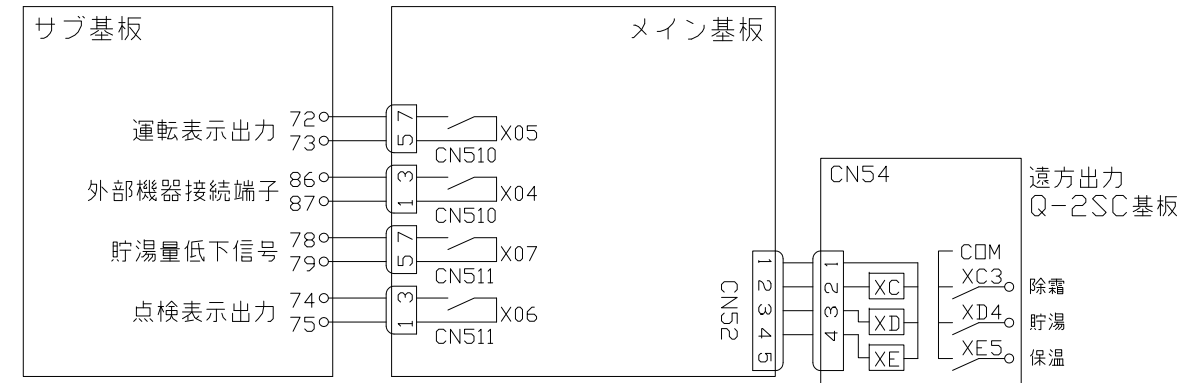 サブ基板
メイン基板
運転表示出力
72
73
7
5
X05
CN510
外部機器接続端子
86
87
3
1
X04
CN510
貯湯量低下信号
78
79
7
5
X07
CN511
点検表示出力
74
75
3
1
X06
CN511
CN52
1
2
3
4
5
CN54
遠方出力
Q-2SC基板
1
2
3
4
XC
XD
XE
COM
XC3
除霜
XD4
貯湯
XE5
保温